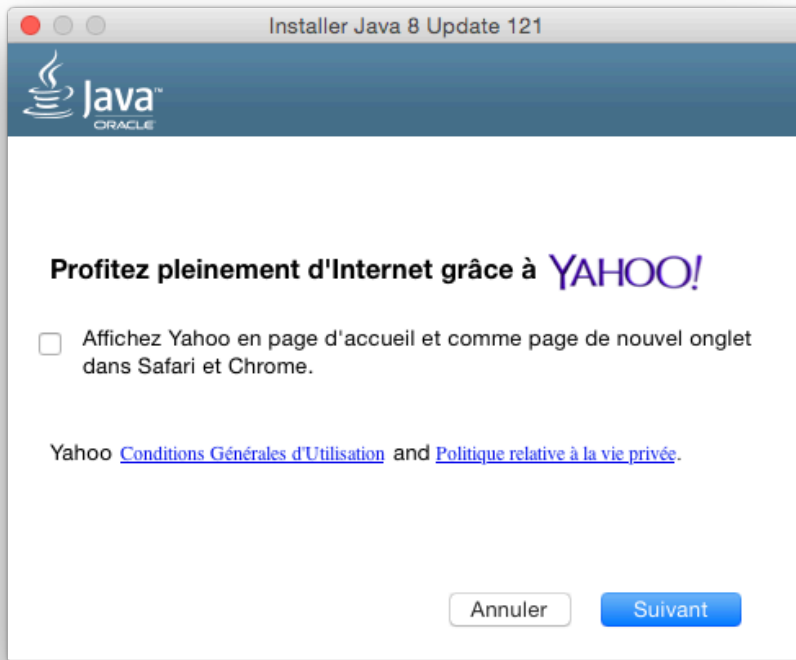 Installer Java 8 Update 121
Java™
ORACLE
Profitez pleinement d'Internet grâce à YAHOO!
Affichez Yahoo en page d'accueil et comme page de nouvel onglet
dans Safari et Chrome.
Yahoo Conditions Générales d'Utilisation and Politique relative à la vie privée.
Annuler Suivant